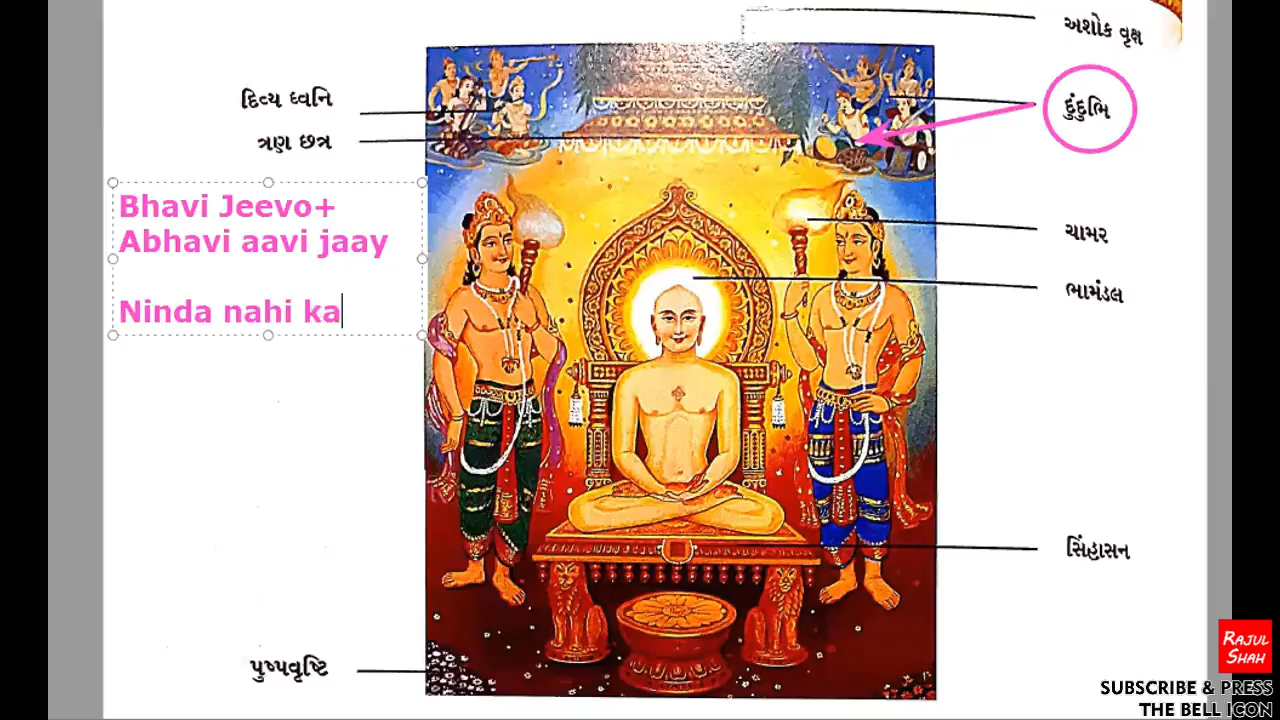 અશોક વૃક્ષ
દિવ્ય ધ્વનિ
દુંદુભિ
ત્રણ છત્ર
Bhavi Jeevo+
Abhavi aavi jaay
Ninda nahi ka
ચામર
ભામંડલ
સિંહાસન
પુષ્પવૃષ્ટિ
RAJUL
SHAH
SUBSCRIBE & PRESS
THE BELL ICON